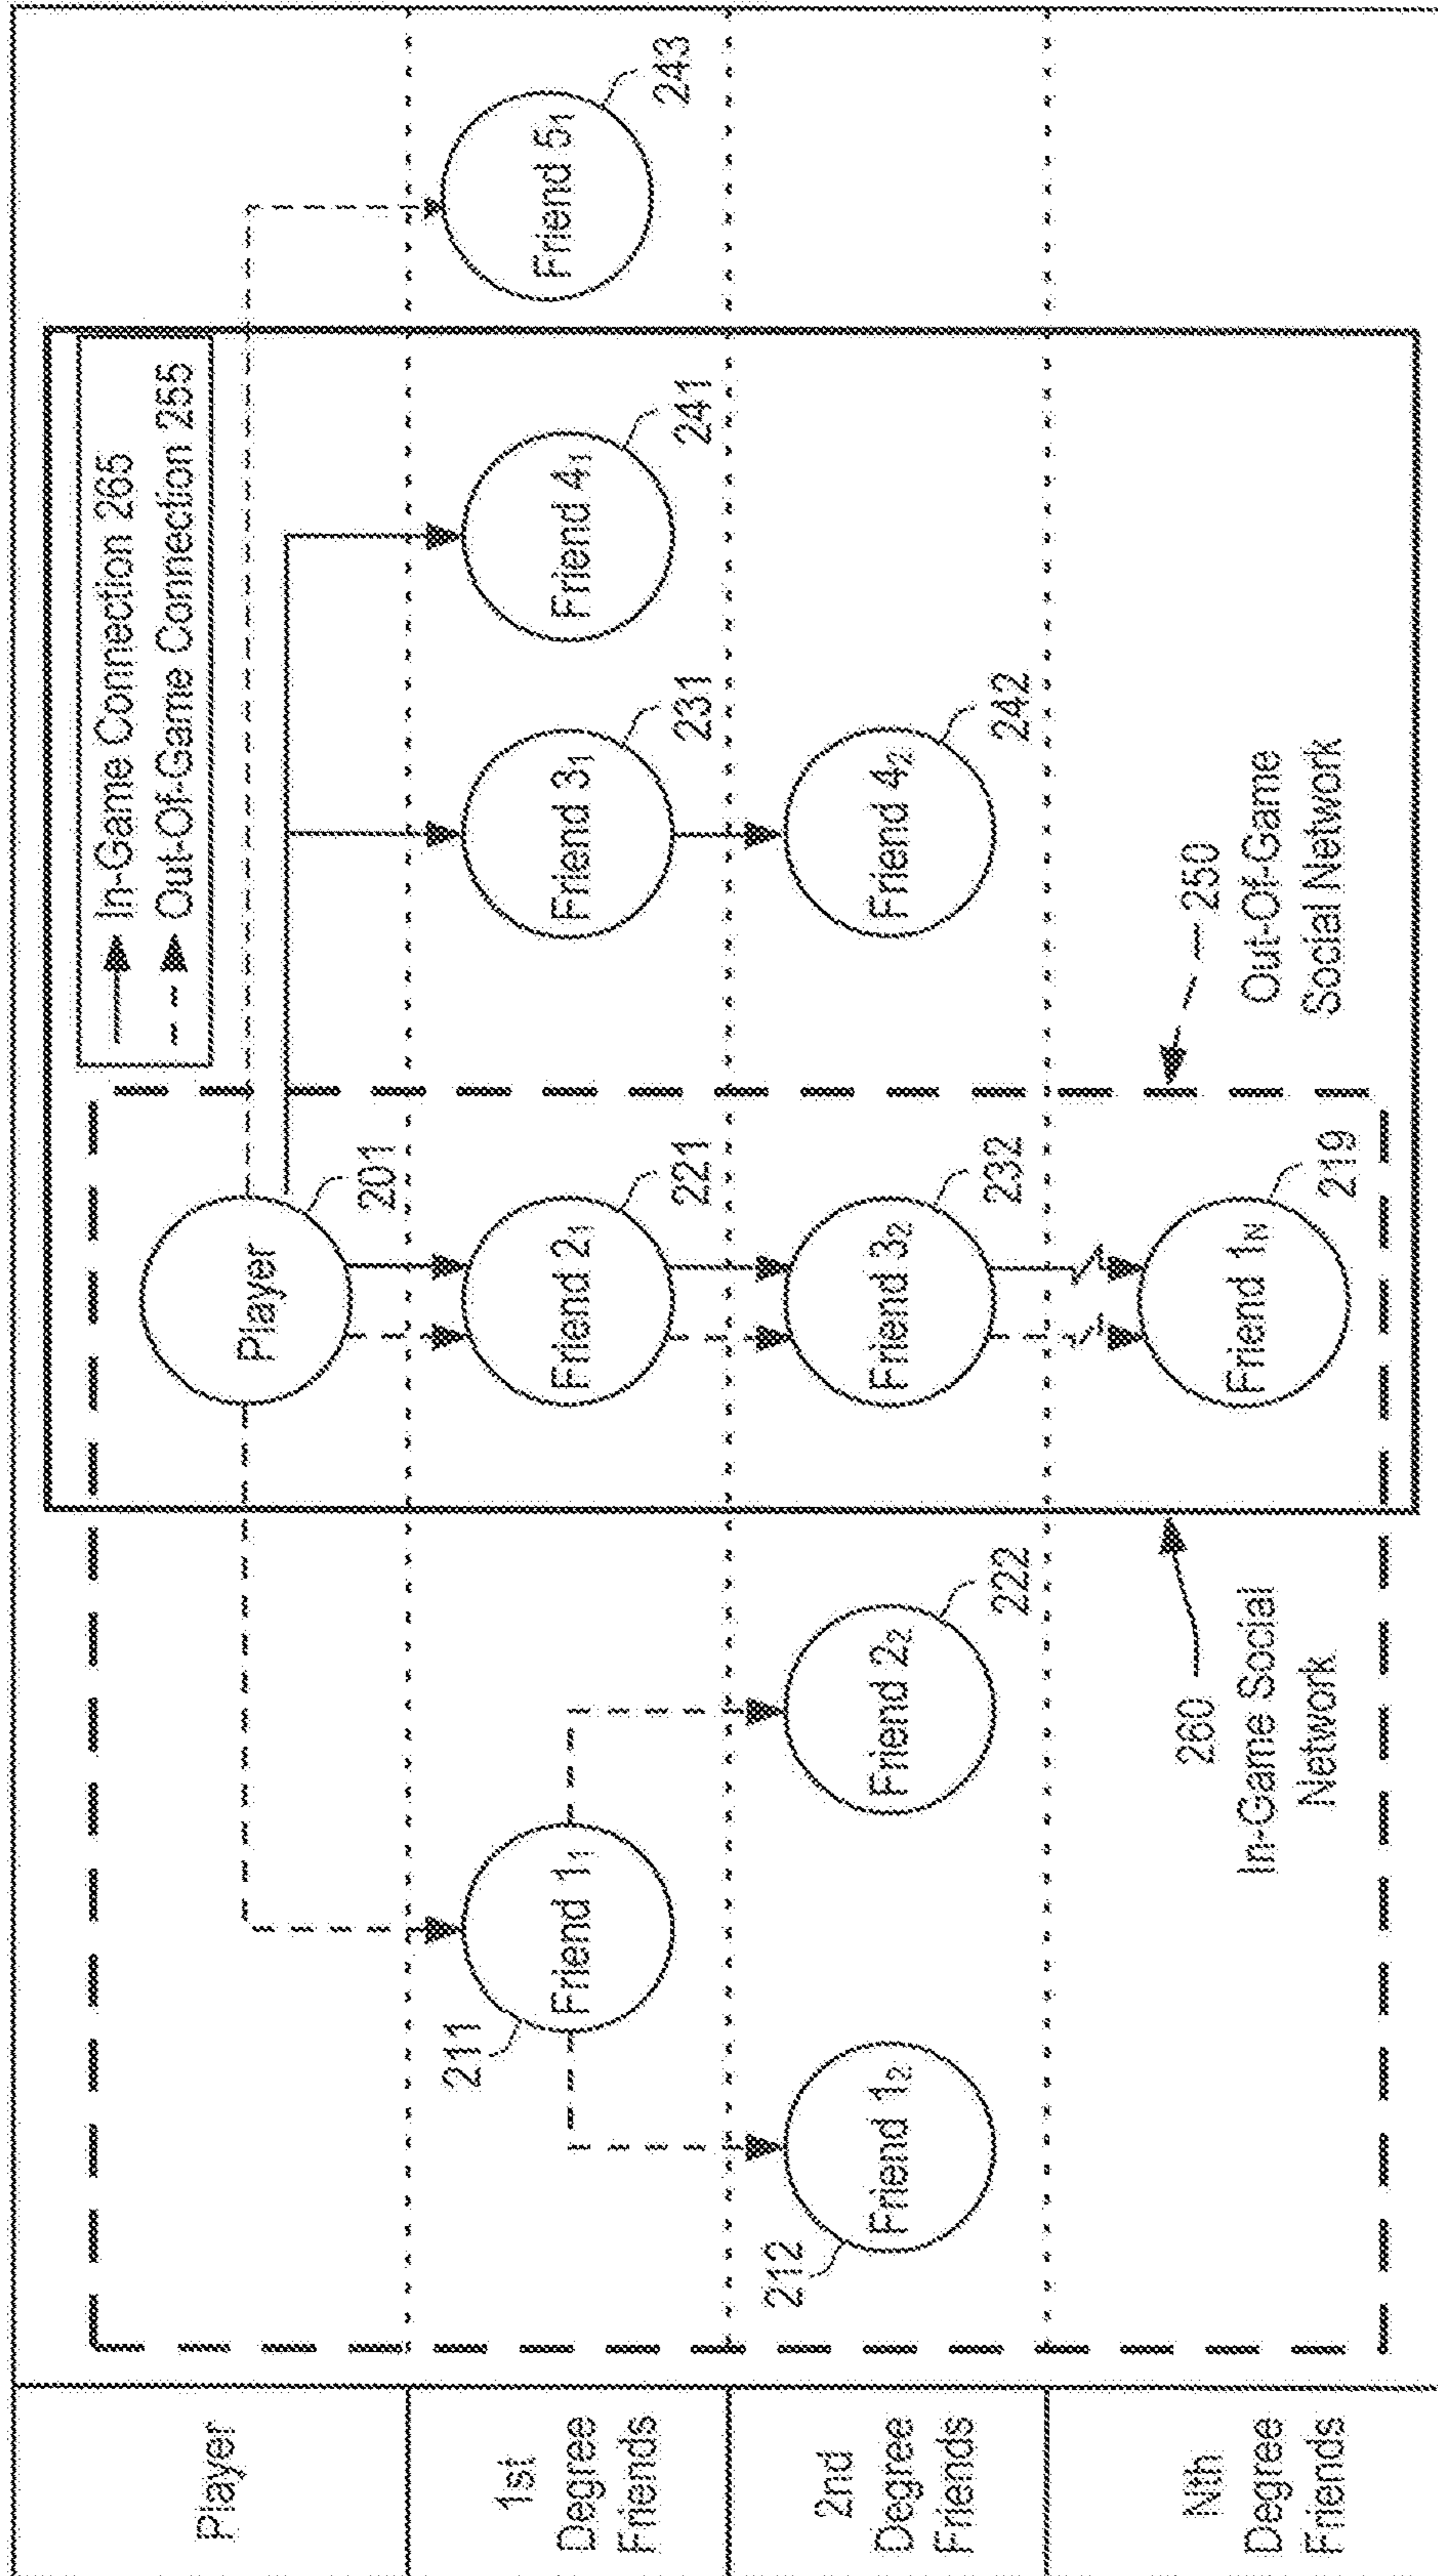 Player
1st
Degree
Friends
2nd
Degree
Friends
Nth
Degree
Friends
In-Game Connection 265
Out-Of-Game Connection 255
Player
201
211
Friend 1₁
Friend 2₁
221
Friend 3₁
231
Friend 4₁
241
Friend 5₁
243
212
Friend 1₂
Friend 2₂
222
Friend 3₂
232
Friend 4₂
242
260
In-Game Social
Network
Friend 1N
219
250
Out-Of-Game
Social Network